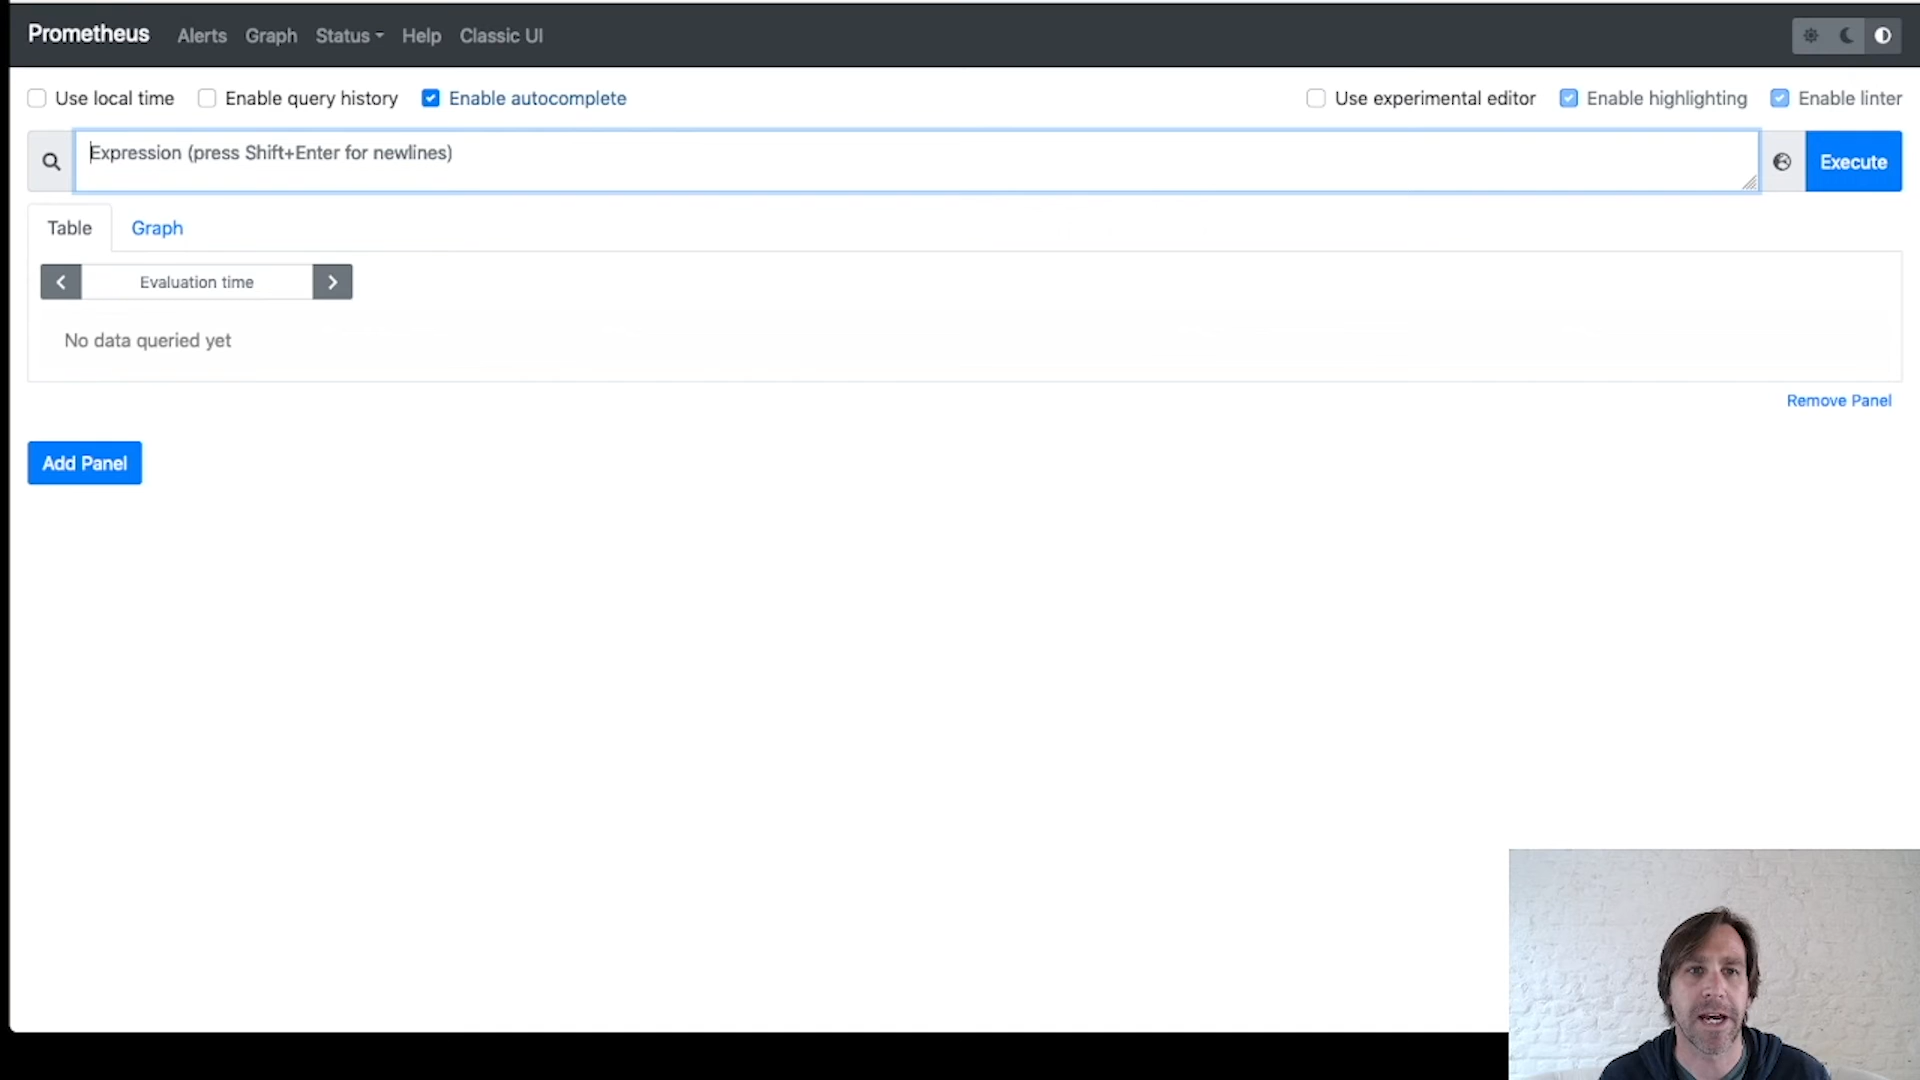 Prometheus Alerts Graph Status Help Classic UI
Use local time Enable query history Enable autocomplete Use experimental editor Enable highlighting Enable linter
Expression (press Shift+Enter for newlines) Execute
Table Graph
Evaluation time
No data queried yet
Remove Panel
Add Panel